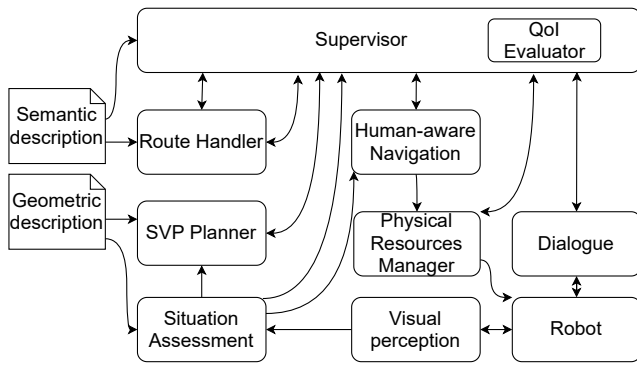 Supervisor
QoI
Evaluator
Semantic
description
Route Handler
Human-aware
Navigation
Geometric
description
SVP Planner
Physical
Resources
Manager
Dialogue
Situation
Assessment
Visual
perception
Robot